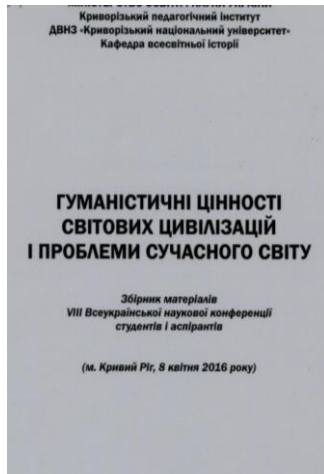 Криворізький педагогічний інститут
ДВНЗ «Криворізький національний університет»
Кафедра всесвітньої історії
ГУМАНІСТИЧНІ ЦІННОСТІ
СВІТОВИХ ЦИВІЛІЗАЦІЙ
І ПРОБЛЕМИ СУЧАСНОГО СВІТУ
Збірник матеріалів
VIII Всеукраїнської наукової конференції
студентів і аспірантів
(м. Кривий Ріг, 8 квітня 2016 року)